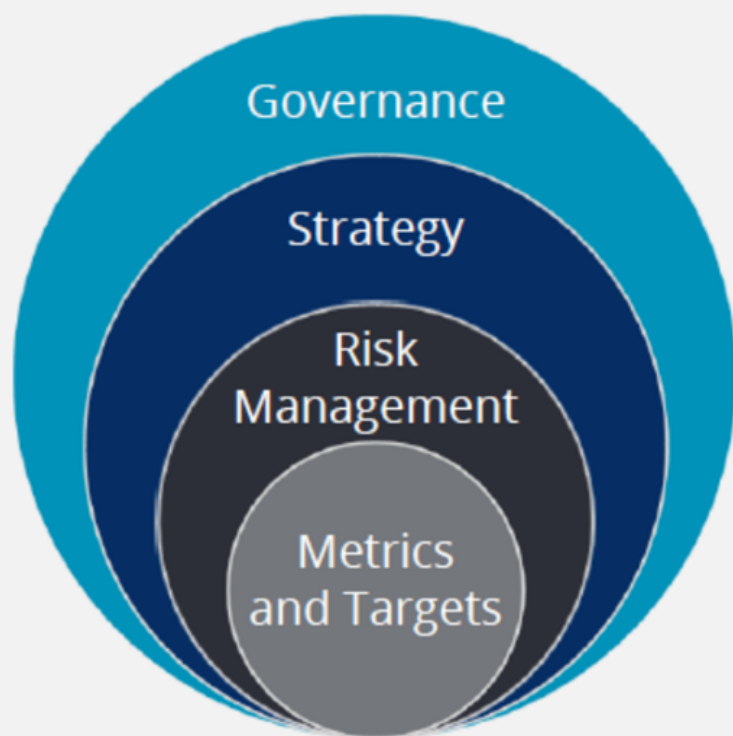 Governance
Strategy
Risk
Management
Metrics
and Targets